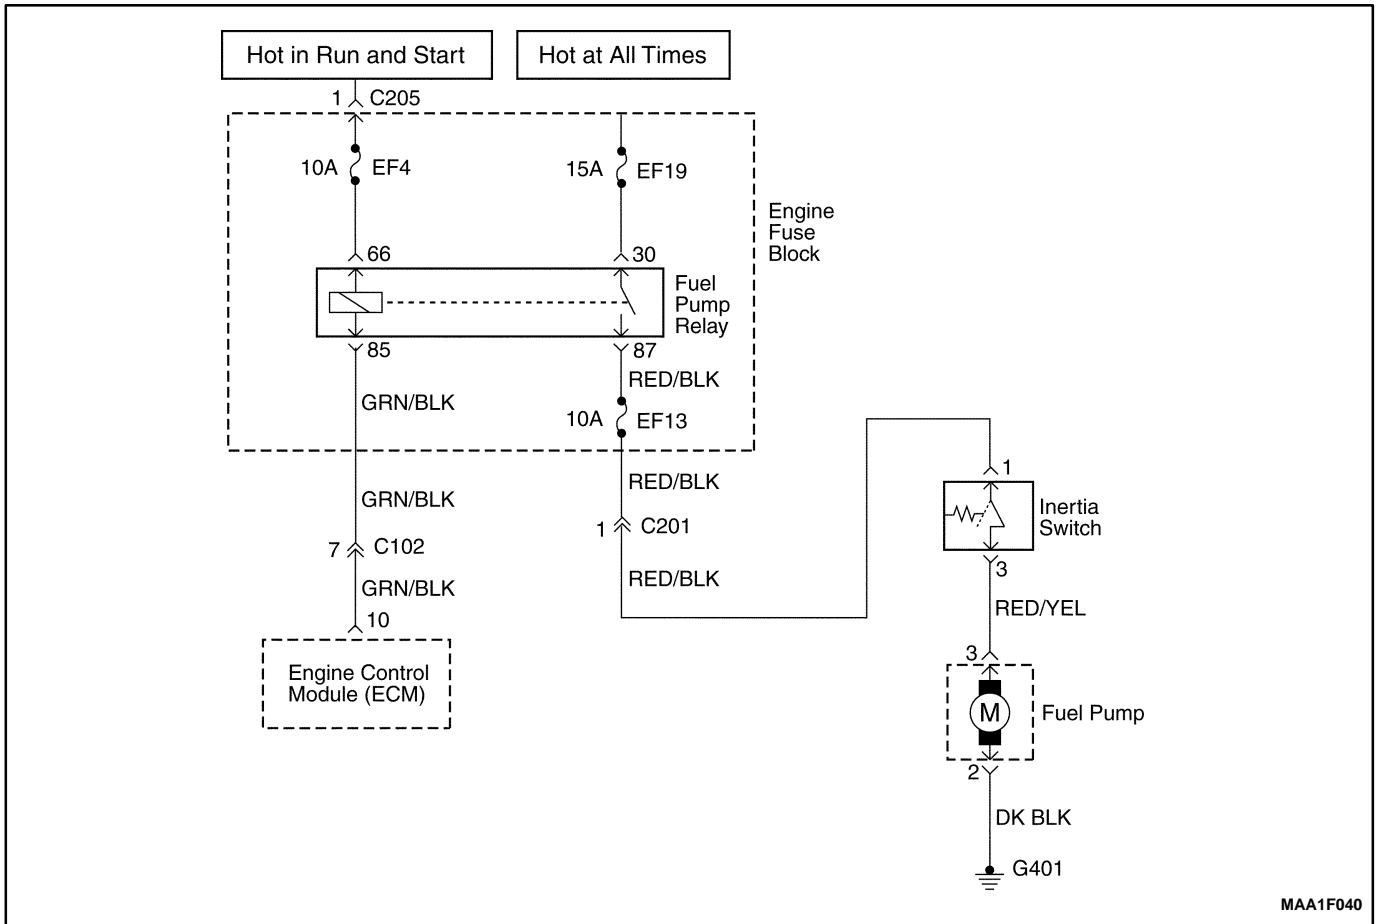 Hot in Run and Start
Hot at All Times
1 C205
10A EF4
15A EF19
Engine
Fuse
Block
66
30
Fuel
Pump
Relay
85
87
RED/BLK
GRN/BLK
10A EF13
RED/BLK
GRN/BLK
1 C201
7 C102
RED/BLK
GRN/BLK
10
Engine Control
Module (ECM)
1
Inertia
Switch
3
RED/YEL
3
M
Fuel Pump
2
DK BLK
G401
MAA1F040